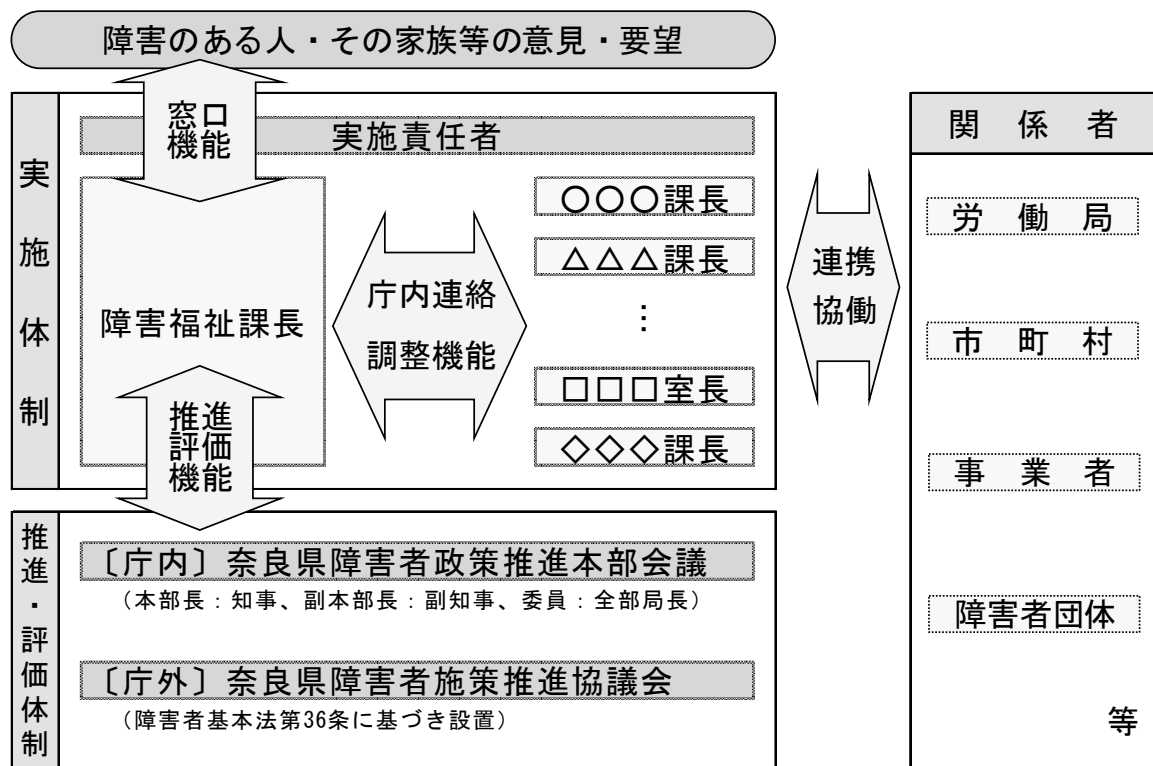 障害のある人・その家族等の意見・要望
窓口
機能
実施体制
実施責任者
障害福祉課長
庁内連絡
調整機能
〇〇〇課長
△△△課長
⋮
□□□室長
◇◇◇課長
推進
評価
機能
連携
協働
関係者
労働局
市町村
事業者
障害者団体
等
推進・評価体制
〔庁内〕奈良県障害者政策推進本部会議
（本部長：知事、副本部長：副知事、委員：全部局長）
〔庁外〕奈良県障害者施策推進協議会
（障害者基本法第36条に基づき設置）